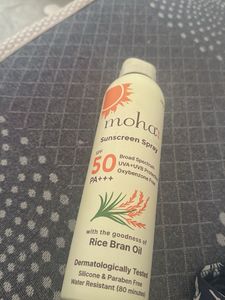 moha
Sunscreen Spray
SPF
50
PA+++
Broad Spectrum
UVA+UVB Protection
Oxybenzone Free
with the goodness of
Rice Bran Oil
Dermatologically Tested
Silicone & Paraben Free
Water Resistant (80 minutes)